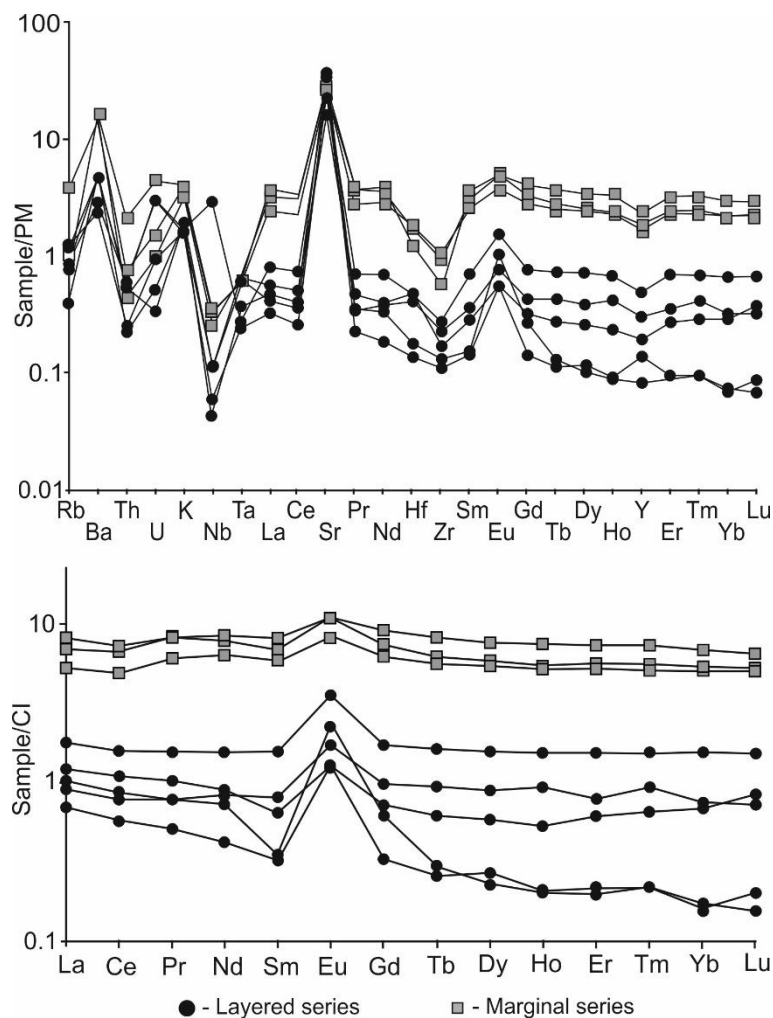 100
10
1
0.1
0.01
Sample/PM
Rb Th K Ta Ce Pr Hf Sm Gd Dy Y Tm Lu
Ba U Nb La Sr Nd Zr Eu Tb Ho Er Yb
10
1
0.1
Sample/CI
La Ce Pr Nd Sm Eu Gd Tb Dy Ho Er Tm Yb Lu
- Layered series - Marginal series